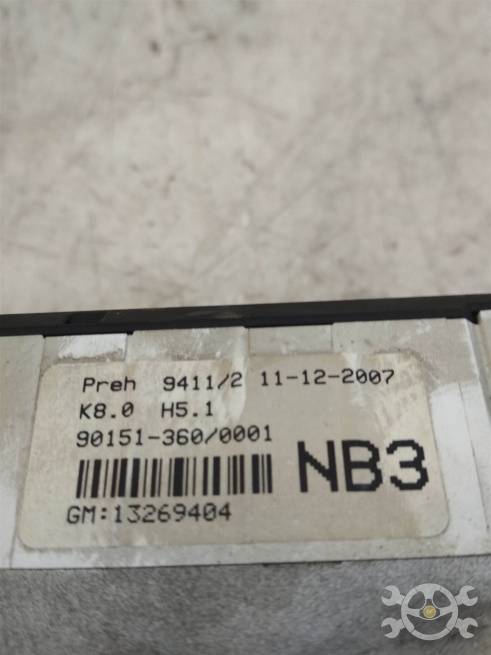 Preh 9411/2 11-12-2007
K8.0 H5.1
90151-360/0001
NB3
GM:13269404